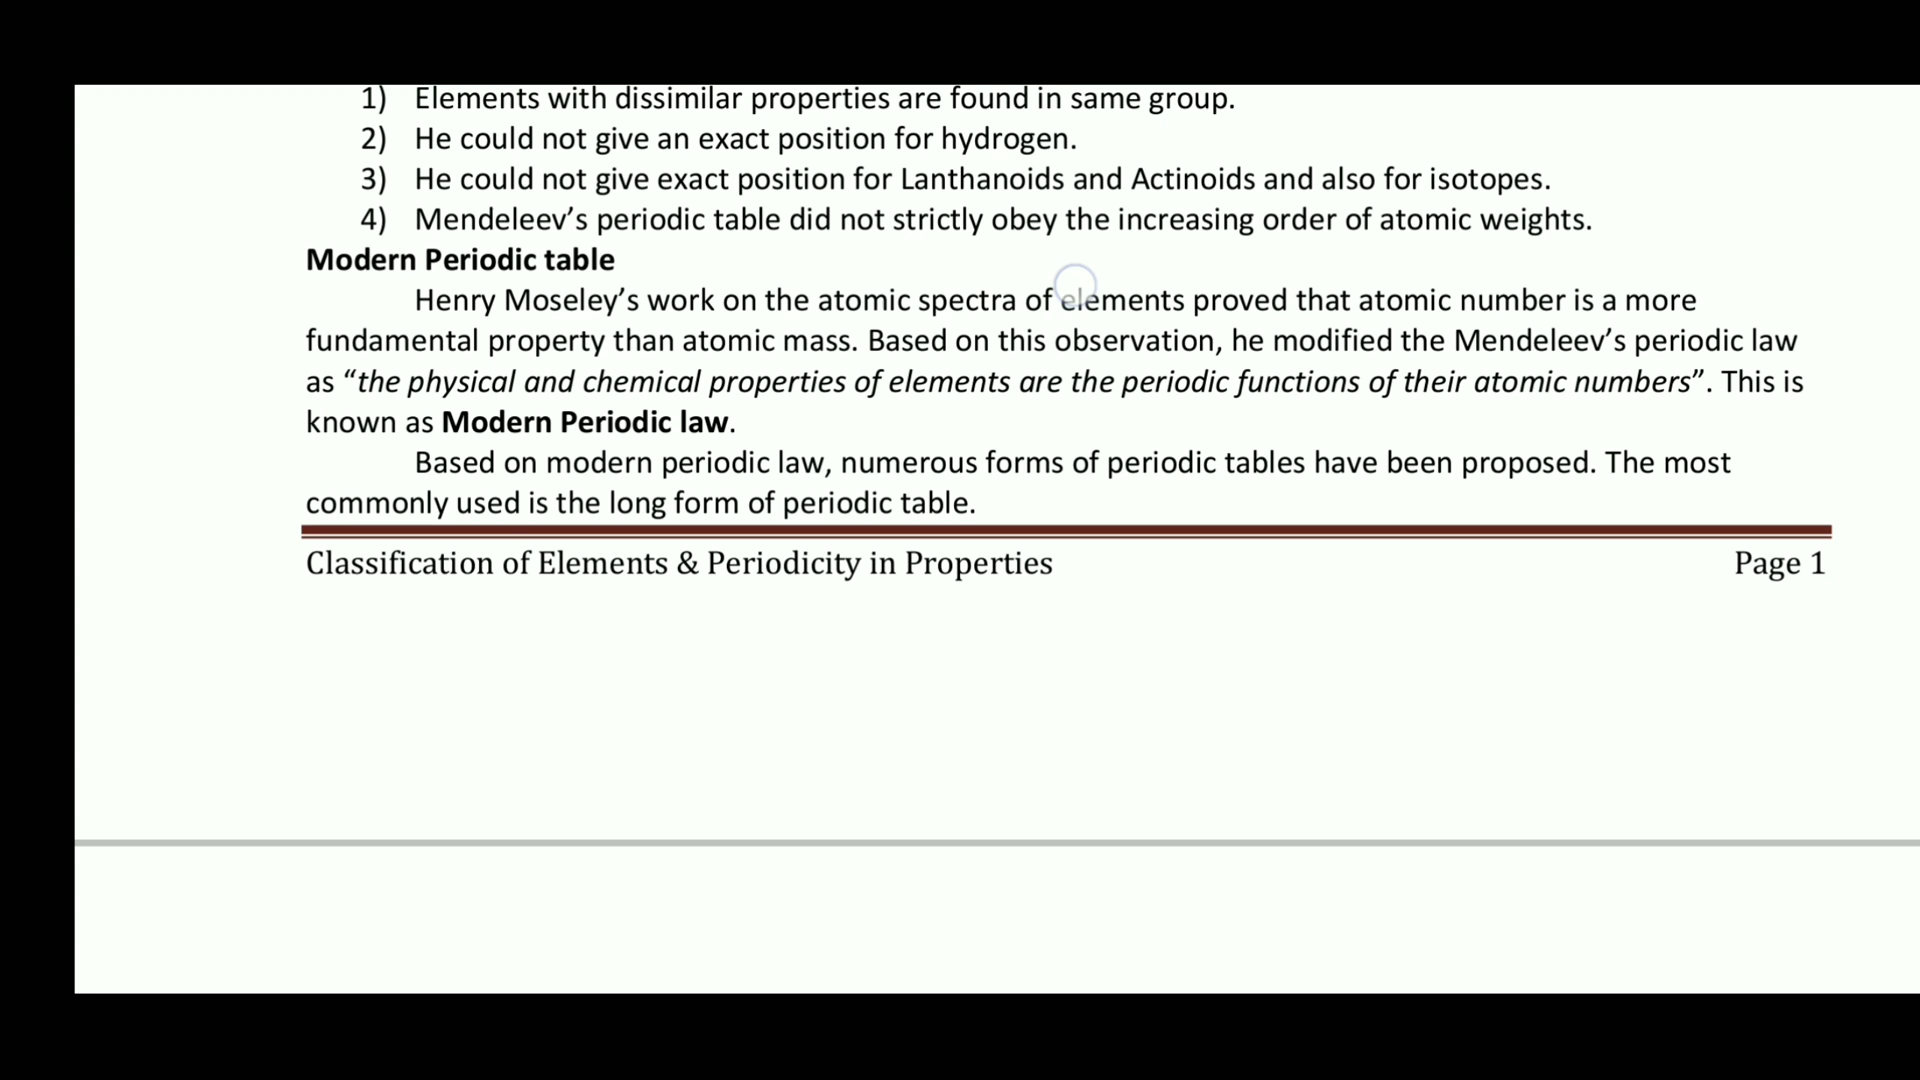 1) Elements with dissimilar properties are found in same group.
2) He could not give an exact position for hydrogen.
3) He could not give exact position for Lanthanoids and Actinoids and also for isotopes.
4) Mendeleev’s periodic table did not strictly obey the increasing order of atomic weights.
Modern Periodic table
Henry Moseley’s work on the atomic spectra of elements proved that atomic number is a more
fundamental property than atomic mass. Based on this observation, he modified the Mendeleev’s periodic law
as “the physical and chemical properties of elements are the periodic functions of their atomic numbers”. This is
known as Modern Periodic law.
Based on modern periodic law, numerous forms of periodic tables have been proposed. The most
commonly used is the long form of periodic table.
Classification of Elements & Periodicity in Properties Page 1